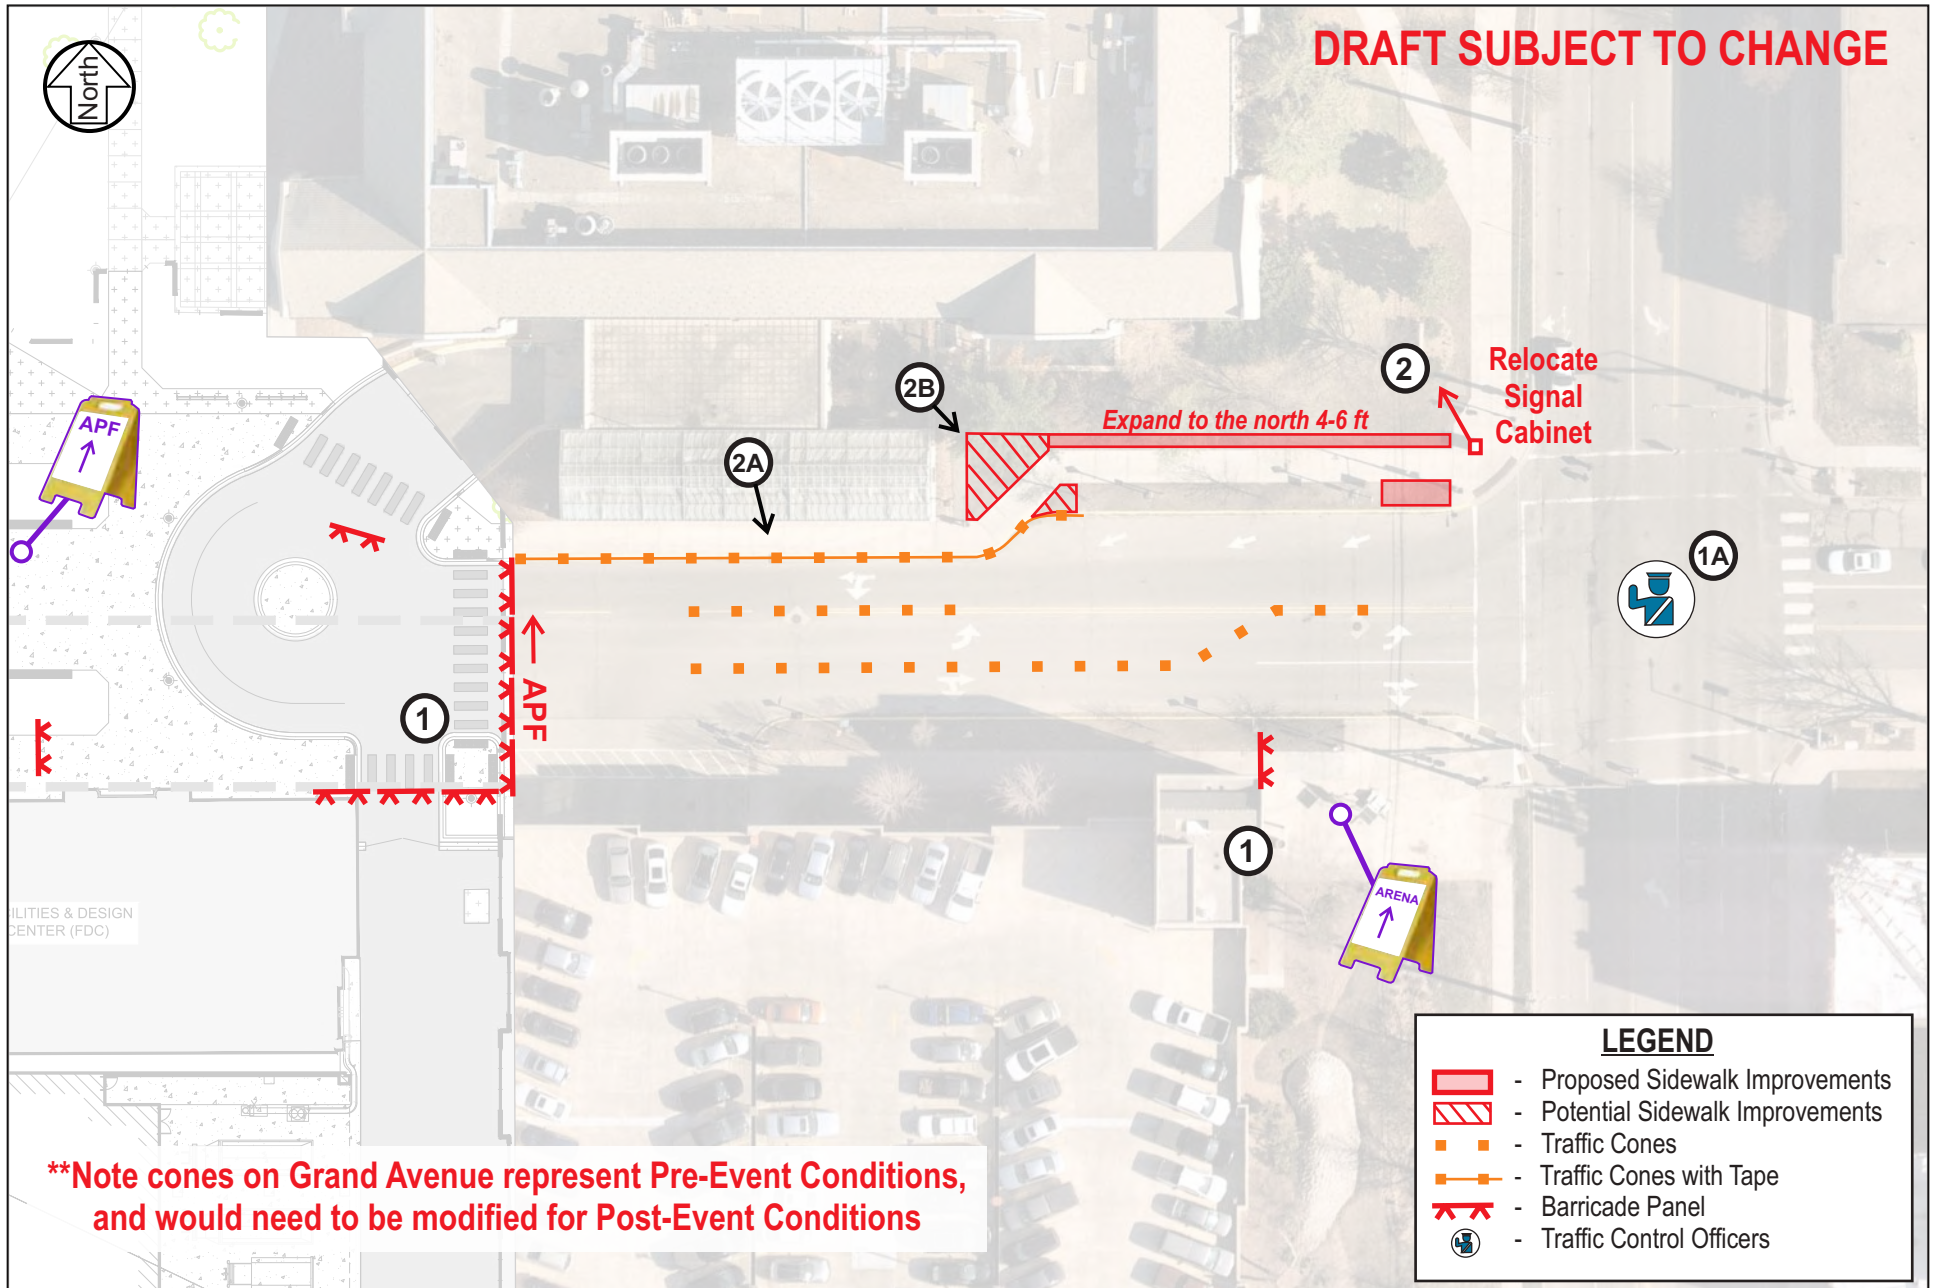 DRAFT SUBJECT TO CHANGE
North
2
Relocate
Signal
Cabinet
2B
Expand to the north 4-6 ft
APF
2A
1A
1
APF
1
ARENA
ILITIES & DESIGN
CENTER (FDC)
**Note cones on Grand Avenue represent Pre-Event Conditions,
and would need to be modified for Post-Event Conditions
LEGEND
- Proposed Sidewalk Improvements
- Potential Sidewalk Improvements
- Traffic Cones
- Traffic Cones with Tape
- Barricade Panel
- Traffic Control Officers